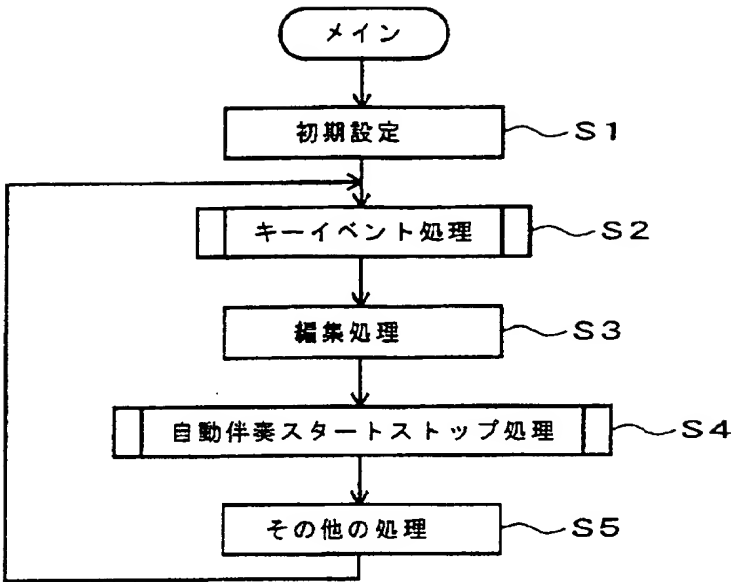 メイン
初期設定 S1
キーイベント処理 S2
編集処理 S3
自動伴奏スタートストップ処理 S4
その他の処理 S5